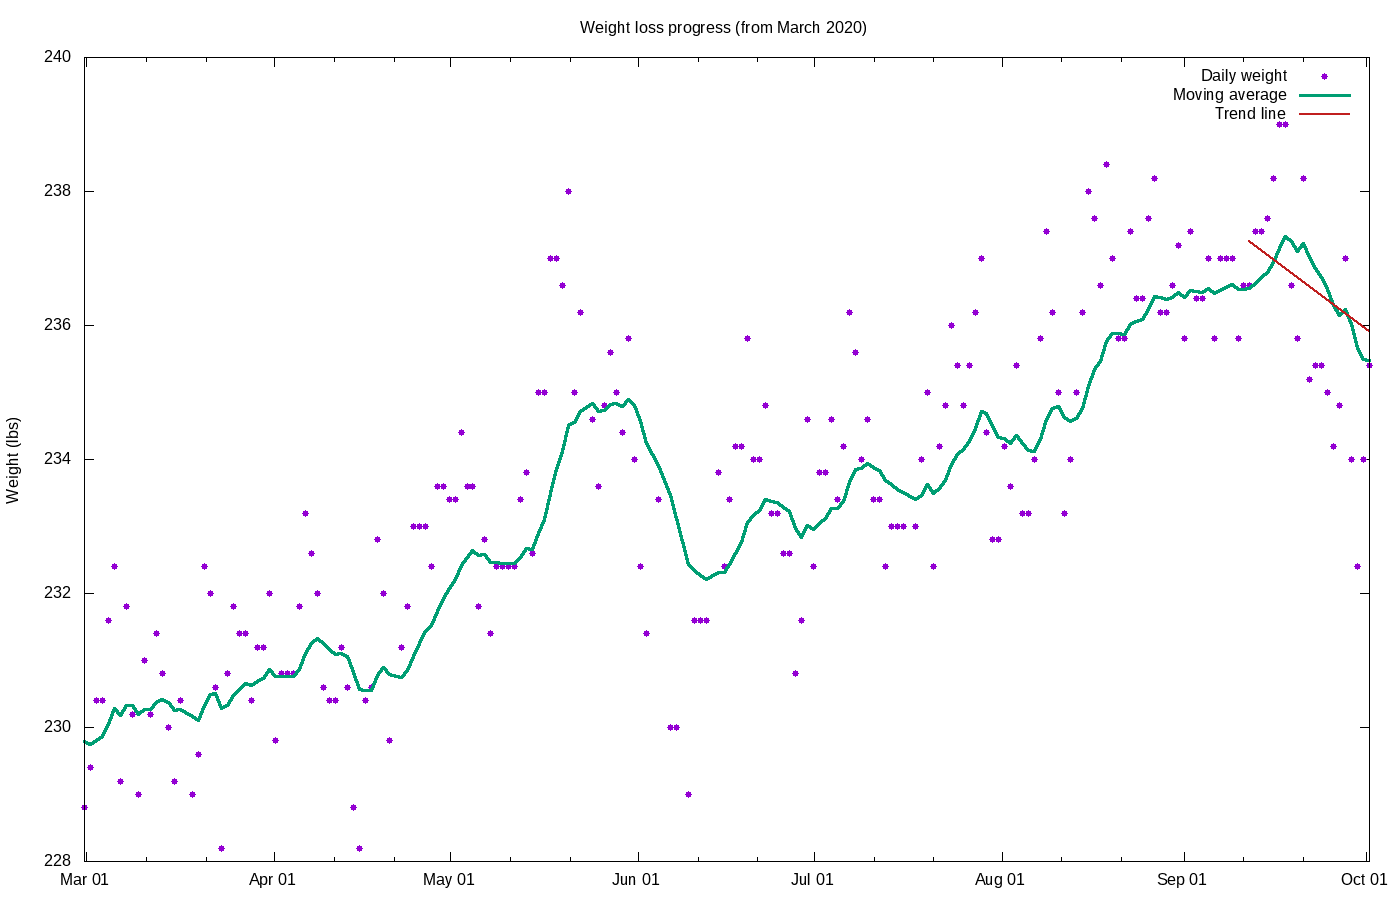 Weight loss progress (from March 2020)
Daily weight
Moving average
Trend line
Weight (lbs)
240
238
236
234
232
230
228
Mar 01 Apr 01 May 01 Jun 01 Jul 01 Aug 01 Sep 01 Oct 01